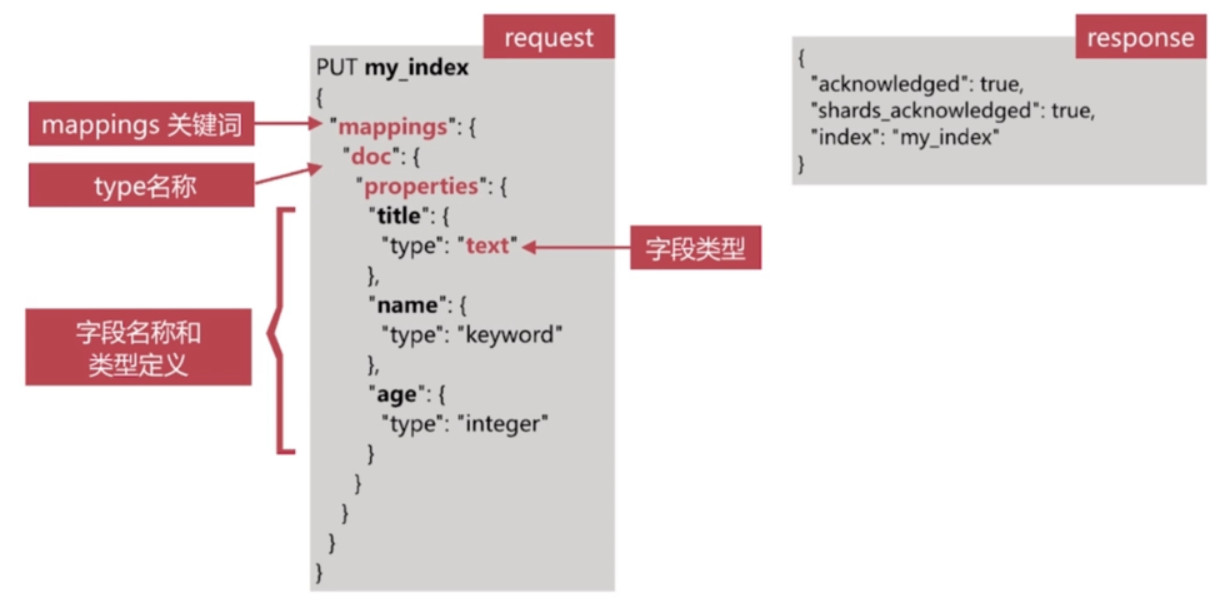 request
PUT my_index
{
"mappings": {
"doc": {
"properties": {
"title": {
"type": "text"
},
"name": {
"type": "keyword"
},
"age": {
"type": "integer"
}
}
}
}
}
mappings 关键词
type名称
字段名称和
类型定义
字段类型
response
{
"acknowledged": true,
"shards_acknowledged": true,
"index": "my_index"
}